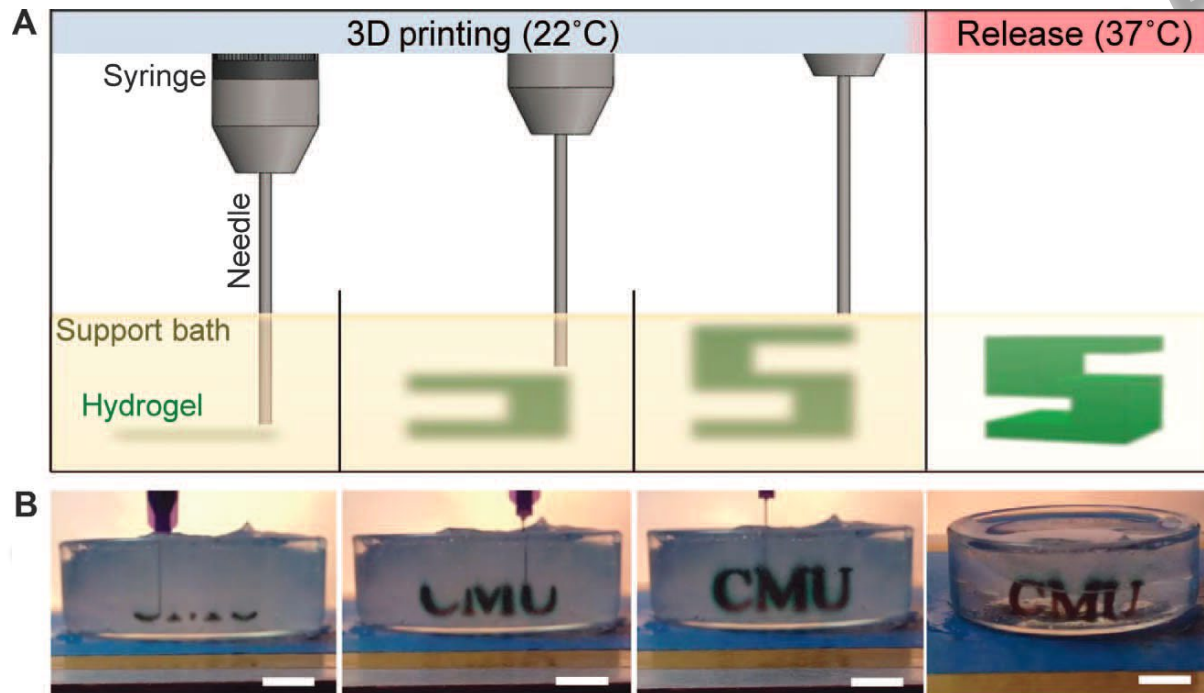 A
3D printing (22˚C)
Release (37˚C)
Syringe
Needle
Support bath
Hydrogel
B
CMU
CMU
CMU